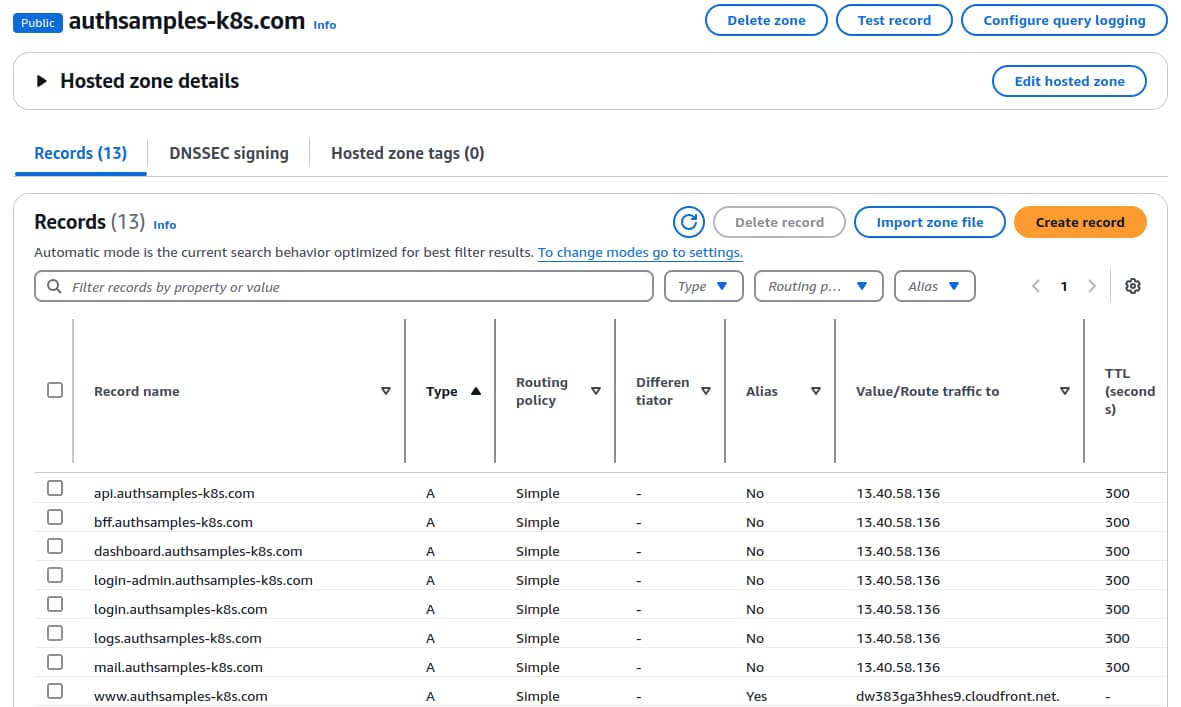 Public authsamples-k8s.com Info Delete zone Test record Configure query logging
Hosted zone details Edit hosted zone
Records (13) DNSSEC signing Hosted zone tags (0)
Records (13) Info Delete record Import zone file Create record
Automatic mode is the current search behavior optimized for best filter results. To change modes go to settings.
Filter records by property or value Type Routing p... Alias 1
Record name Type Routing policy Differentiator Alias Value/Route traffic to TTL (seconds)
api.authsamples-k8s.com A Simple - No 13.40.58.136 300
bff.authsamples-k8s.com A Simple - No 13.40.58.136 300
dashboard.authsamples-k8s.com A Simple - No 13.40.58.136 300
login-admin.authsamples-k8s.com A Simple - No 13.40.58.136 300
login.authsamples-k8s.com A Simple - No 13.40.58.136 300
logs.authsamples-k8s.com A Simple - No 13.40.58.136 300
mail.authsamples-k8s.com A Simple - No 13.40.58.136 300
www.authsamples-k8s.com A Simple - Yes dw383ga3hhes9.cloudfront.net. -